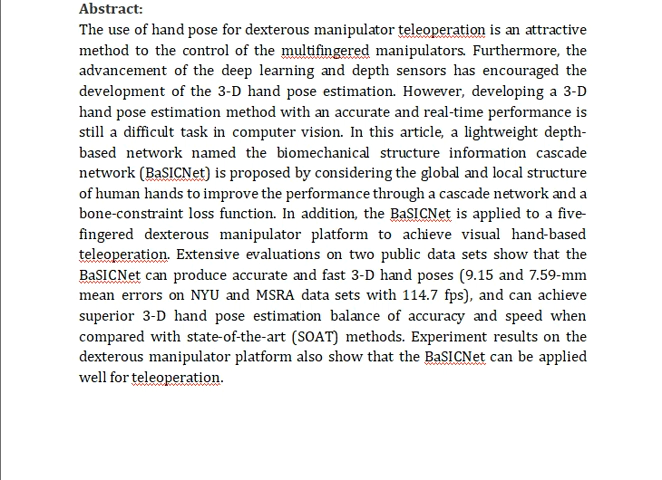 Abstract:
The use of hand pose for dexterous manipulator teleoperation is an attractive
method to the control of the multifingered manipulators. Furthermore, the
advancement of the deep learning and depth sensors has encouraged the
development of the 3-D hand pose estimation. However, developing a 3-D
hand pose estimation method with an accurate and real-time performance is
still a difficult task in computer vision. In this article, a lightweight depth-
based network named the biomechanical structure information cascade
network (BaSICNet) is proposed by considering the global and local structure
of human hands to improve the performance through a cascade network and a
bone-constraint loss function. In addition, the BaSICNet is applied to a five-
fingered dexterous manipulator platform to achieve visual hand-based
teleoperation. Extensive evaluations on two public data sets show that the
BaSICNet can produce accurate and fast 3-D hand poses (9.15 and 7.59-mm
mean errors on NYU and MSRA data sets with 114.7 fps), and can achieve
superior 3-D hand pose estimation balance of accuracy and speed when
compared with state-of-the-art (SOAT) methods. Experiment results on the
dexterous manipulator platform also show that the BaSICNet can be applied
well for teleoperation.